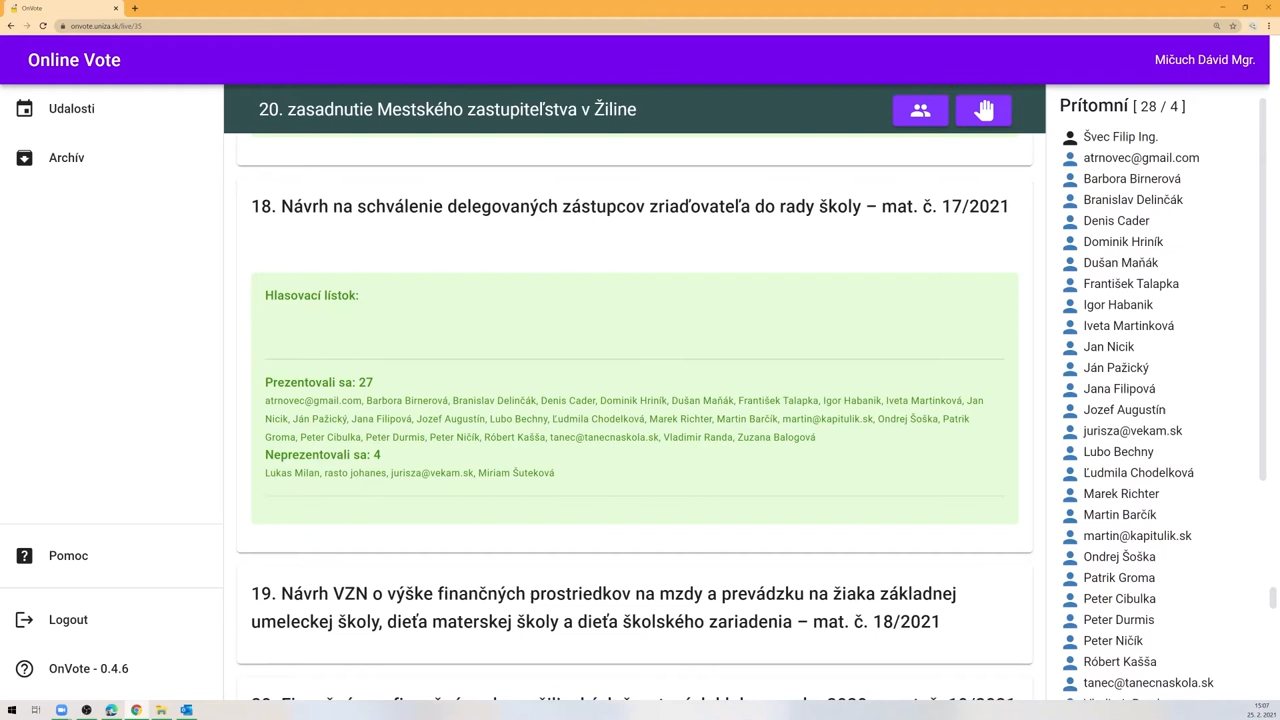 OnVote
onvote.uniza.sk/live/35
Online Vote
Mičuch Dávid Mgr.
Udalosti
Archív
Pomoc
Logout
OnVote - 0.4.6
20. zasadnutie Mestského zastupiteľstva v Žiline
18. Návrh na schválenie delegovaných zástupcov zriaďovateľa do rady školy – mat. č. 17/2021
Hlasovací lístok:
Prezentovali sa: 27
atrnovec@gmail.com, Barbora Birnerová, Branislav Delinčák, Denis Cader, Dominik Hriník, Dušan Maňák, František Talapka, Igor Habanik, Iveta Martinková, Jan
Nicik, Ján Pažický, Jana Filipová, Jozef Augustín, Lubo Bechny, Ľudmila Chodelková, Marek Richter, Martin Barčík, martin@kapitulik.sk, Ondrej Šoška, Patrik
Groma, Peter Cibulka, Peter Durmis, Peter Ničík, Róbert Kašša, tanec@tanecnaskola.sk, Vladimir Randa, Zuzana Balogová
Neprezentovali sa: 4
Lukas Milan, rasto johanes, jurisza@vekam.sk, Miriam Šuteková
19. Návrh VZN o výške finančných prostriedkov na mzdy a prevádzku na žiaka základnej
umeleckej školy, dieťa materskej školy a dieťa školského zariadenia – mat. č. 18/2021
Prítomní [ 28 / 4 ]
Švec Filip Ing.
atrnovec@gmail.com
Barbora Birnerová
Branislav Delinčák
Denis Cader
Dominik Hriník
Dušan Maňák
František Talapka
Igor Habanik
Iveta Martinková
Jan Nicik
Ján Pažický
Jana Filipová
Jozef Augustín
jurisza@vekam.sk
Lubo Bechny
Ľudmila Chodelková
Marek Richter
Martin Barčík
martin@kapitulik.sk
Ondrej Šoška
Patrik Groma
Peter Cibulka
Peter Durmis
Peter Ničík
Róbert Kašša
tanec@tanecnaskola.sk
15:07
25. 2. 2021